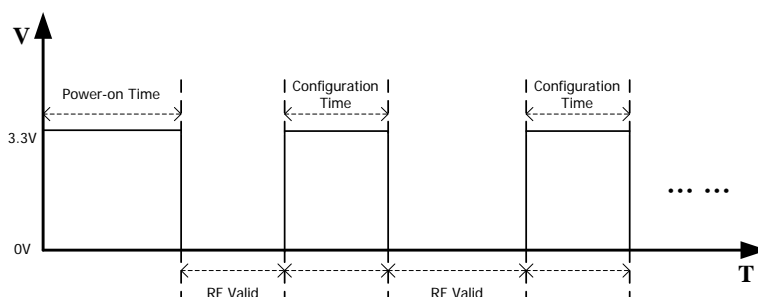 V
Power-on Time
Configuration
Time
Configuration
Time
3.3V
... ...
0V
T
RF Valid
RF Valid